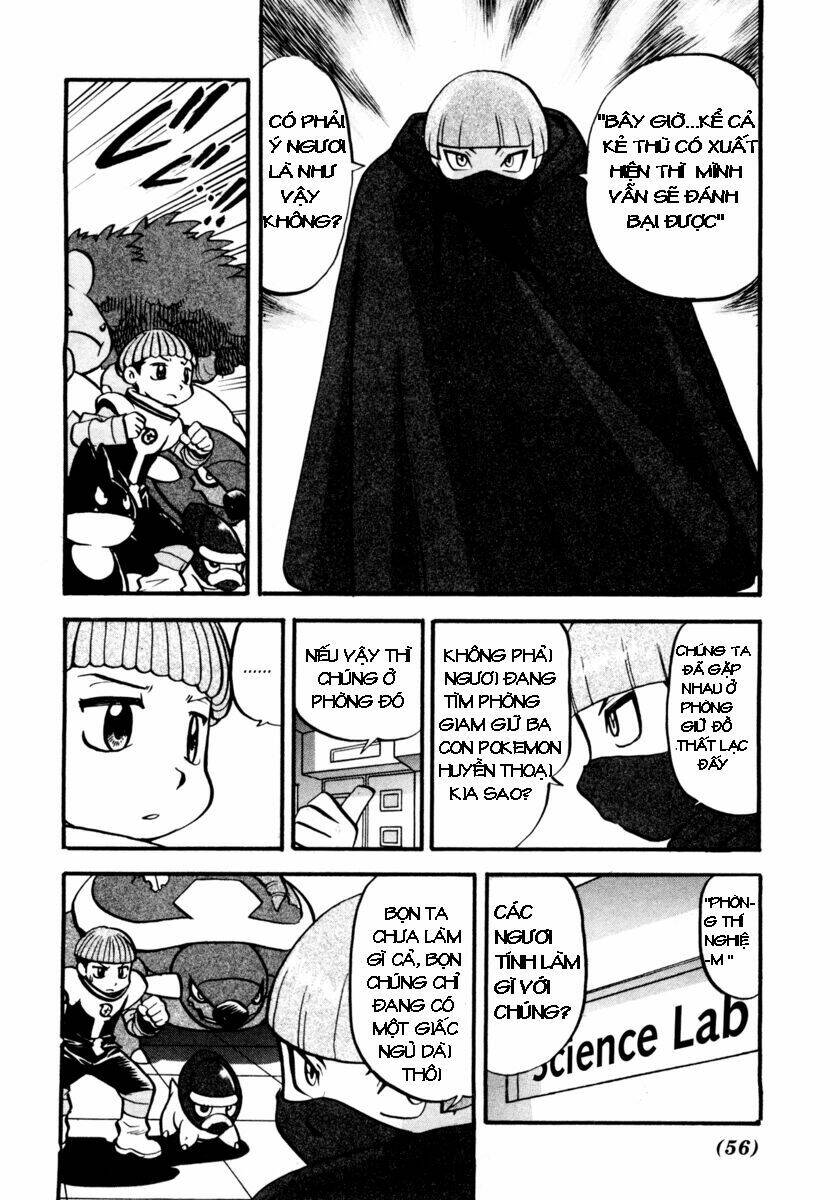 "BÂY GIỜ...KỂ CẢ
KẺ THÙ CÓ XUẤT
HIỆN THÌ MÌNH
VẪN SẼ ĐÁNH
BẠI ĐƯỢC"
CÓ PHẢI
Ý NGƯƠI
LÀ NHƯ
VẬY
KHÔNG?
CHÚNG TA
ĐÃ GẶP
NHAU Ở
PHÒNG
GIỮ ĐỒ
THẤT LẠC
ĐẤY
KHÔNG PHẢI
NGƯƠI ĐANG
TÌM PHÒNG
GIAM GIỮ BA
CON POKEMON
HUYỀN THOẠI
KIA SAO?
NẾU VẬY THÌ
CHÚNG Ở
PHÒNG ĐÓ
......
"PHÒN-
G THÍ
NGHIỆ
-M"
Science Lab
CÁC
NGƯƠI
TÍNH LÀM
GÌ VỚI
CHÚNG?
BỌN TA
CHƯA LÀM
GÌ CẢ, BỌN
CHÚNG CHỈ
ĐANG CÓ
MỘT GIẤC
NGỦ DÀI
THÔI
(56)